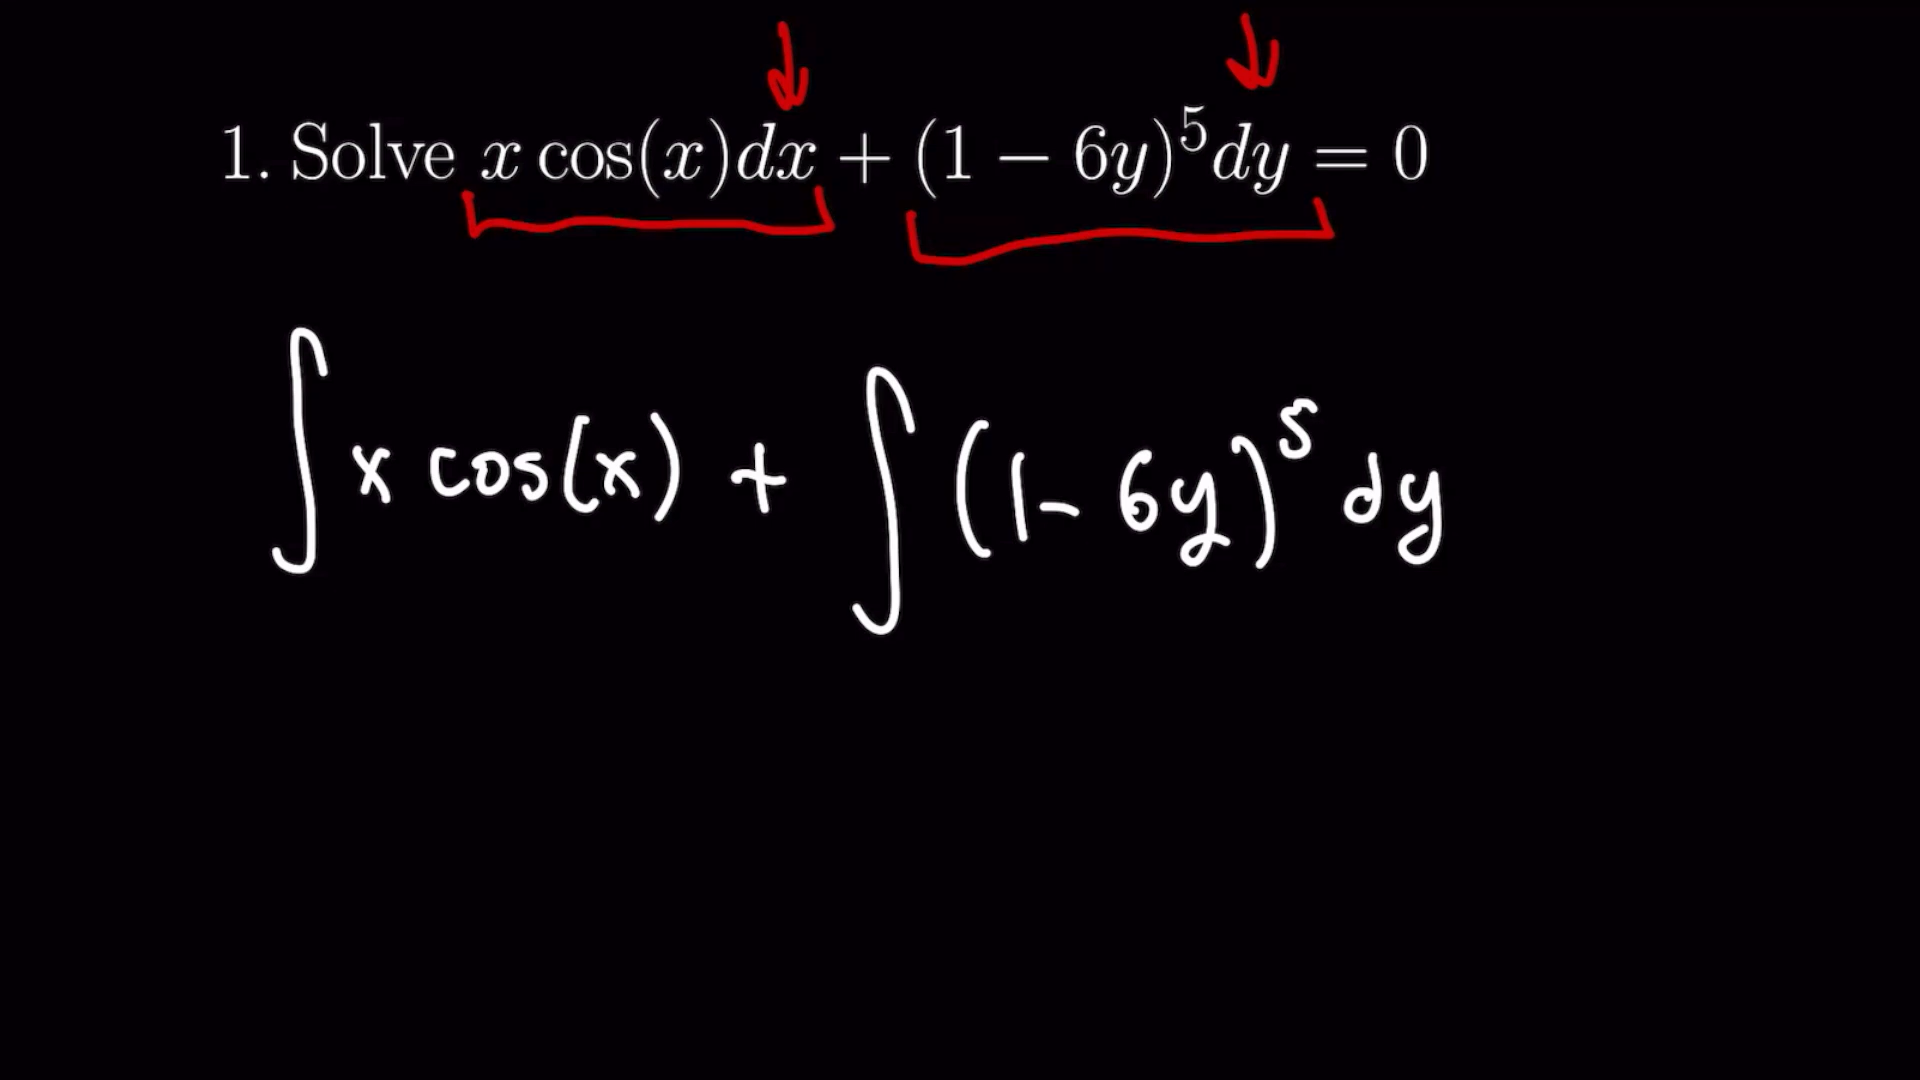 1. Solve x cos(x)dx + (1 − 6y)⁵dy = 0
∫ x cos(x) + ∫ (1 - 6y)⁵ dy